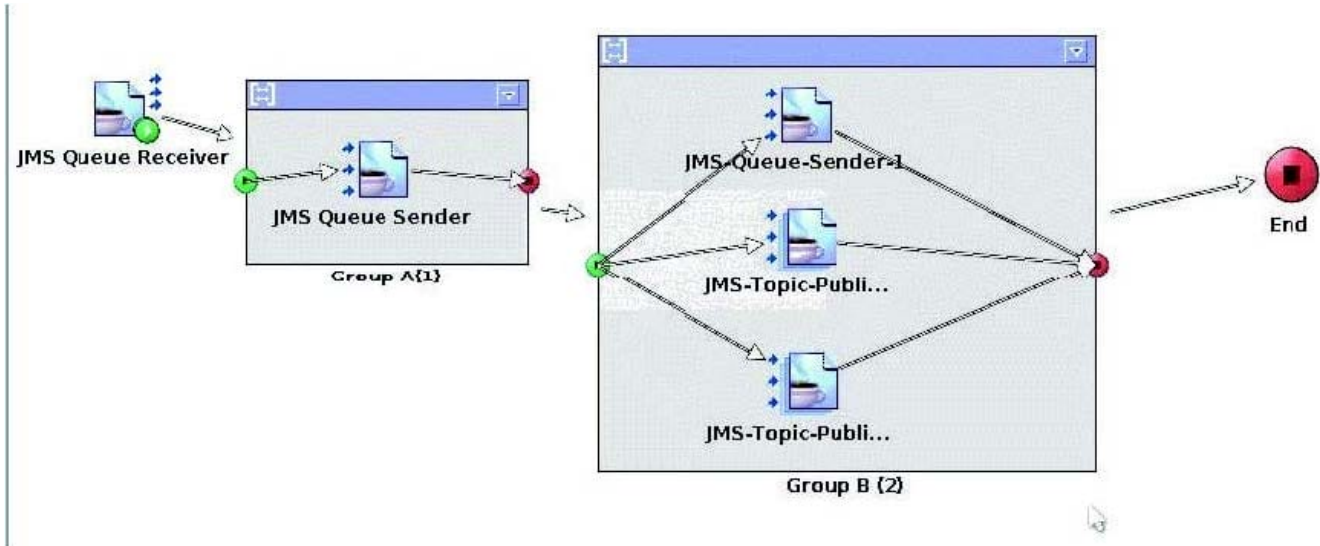 JMS Queue Receiver
JMS Queue Sender
Group A{1}
JMS-Queue-Sender-1
JMS-Topic-Publi...
JMS-Topic-Publi...
Group B {2}
End